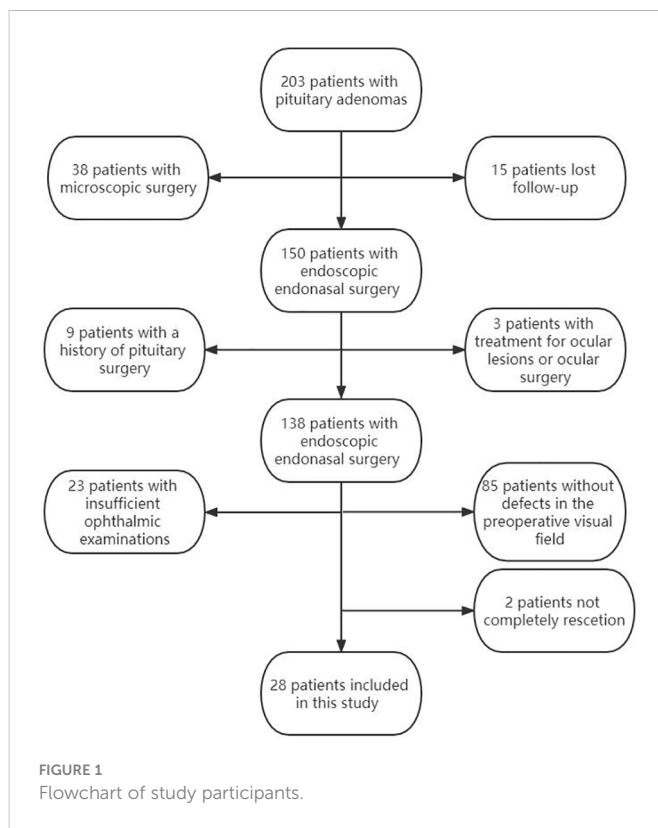 203 patients with
pituitary adenomas
38 patients with
microscopic surgery
15 patients lost
follow-up
150 patients with
endoscopic
endonasal surgery
9 patients with a
history of pituitary
surgery
3 patients with
treatment for ocular
lesions or ocular
surgery
138 patients with
endoscopic
endonasal surgery
23 patients with
insufficient
ophthalmic
examinations
85 patients without
defects in the
preoperative visual
field
2 patients not
completely rescetion
28 patients included
in this study
FIGURE 1
Flowchart of study participants.